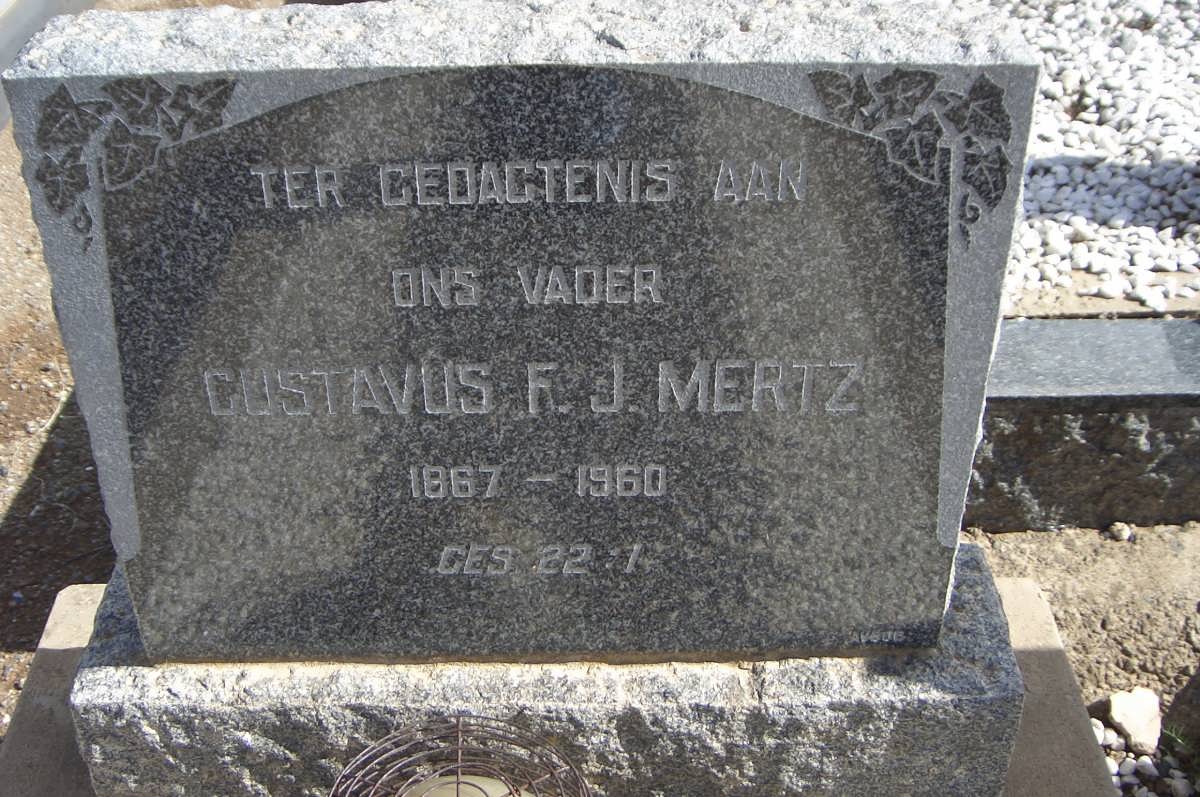 TER GEDACTENIS AAN
ONS VADER
GUSTAVUS F. J. MERTZ
1867 – 1960
GES. 22 : 1